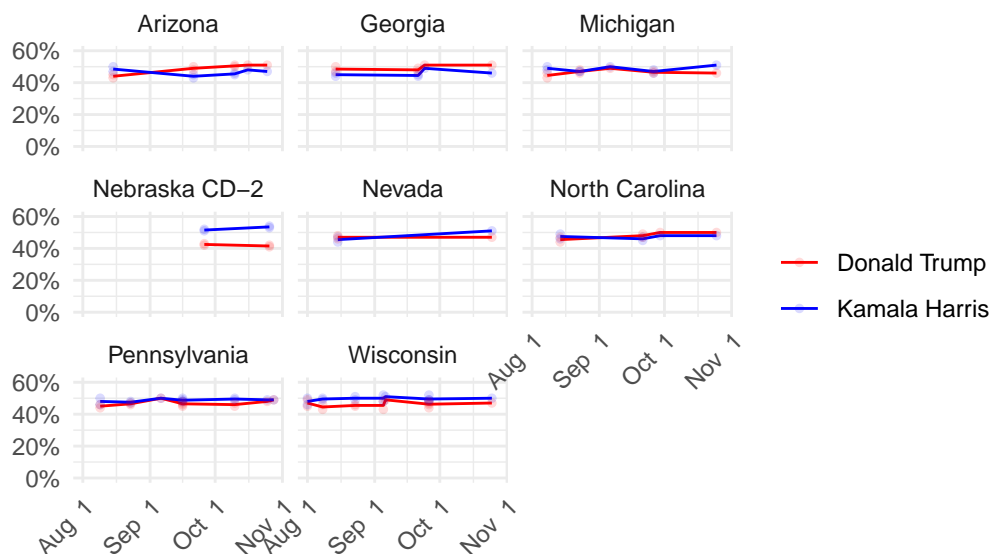 Arizona
Georgia
Michigan
60%
40%
20%
0%
Nebraska CD−2
Nevada
North Carolina
60%
40%
20%
0%
Donald Trump
Kamala Harris
Pennsylvania
Wisconsin
Aug 1
Sep 1
Oct 1
Nov 1
60%
40%
20%
0%
Aug 1
Sep 1
Oct 1
Nov 1
Aug 1
Sep 1
Oct 1
Nov 1